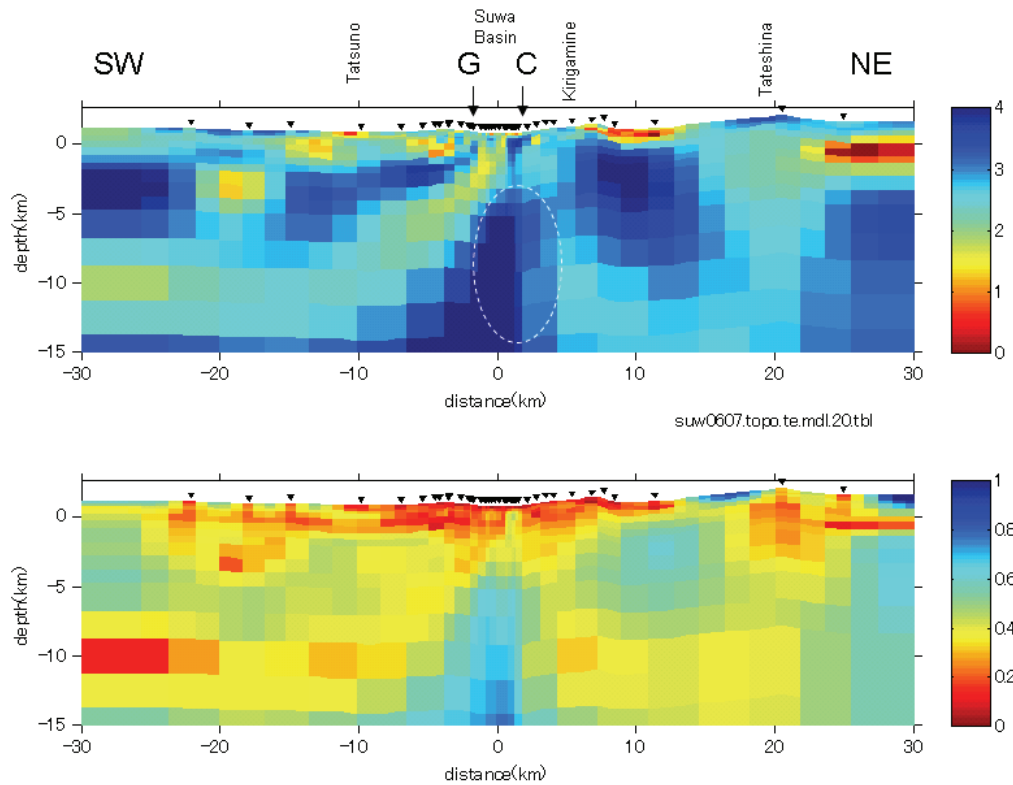 Suwa
Basin
SW
Tatsuno
G
C
Kirigamine
Tateshina
NE
0
-5
-10
-15
depth(km)
-30
-20
-10
0
10
20
30
distance(km)
4
3
2
1
0
suw0607.topo.te.mdl.20.tbl
0
-5
-10
-15
depth(km)
-30
-20
-10
0
10
20
30
distance(km)
1
0.8
0.6
0.4
0.2
0